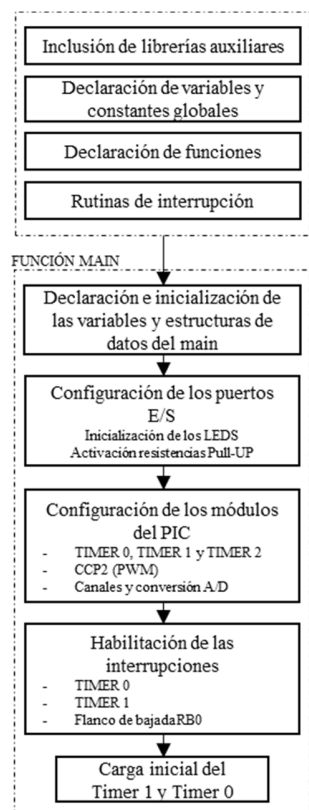 Inclusión de librerías auxiliares
Declaración de variables y
constantes globales
Declaración de funciones
Rutinas de interrupción
FUNCIÓN MAIN
Declaración e inicialización de
las variables y estructuras de
datos del main
Configuración de los puertos
E/S
Inicialización de los LEDS
Activación resistencias Pull-UP
Configuración de los módulos
del PIC
- TIMER 0, TIMER 1 y TIMER 2
- CCP2 (PWM)
- Canales y conversión A/D
Habilitación de las
interrupciones
- TIMER 0
- TIMER 1
- Flanco de bajadaRB0
Carga inicial del
Timer 1 y Timer 0